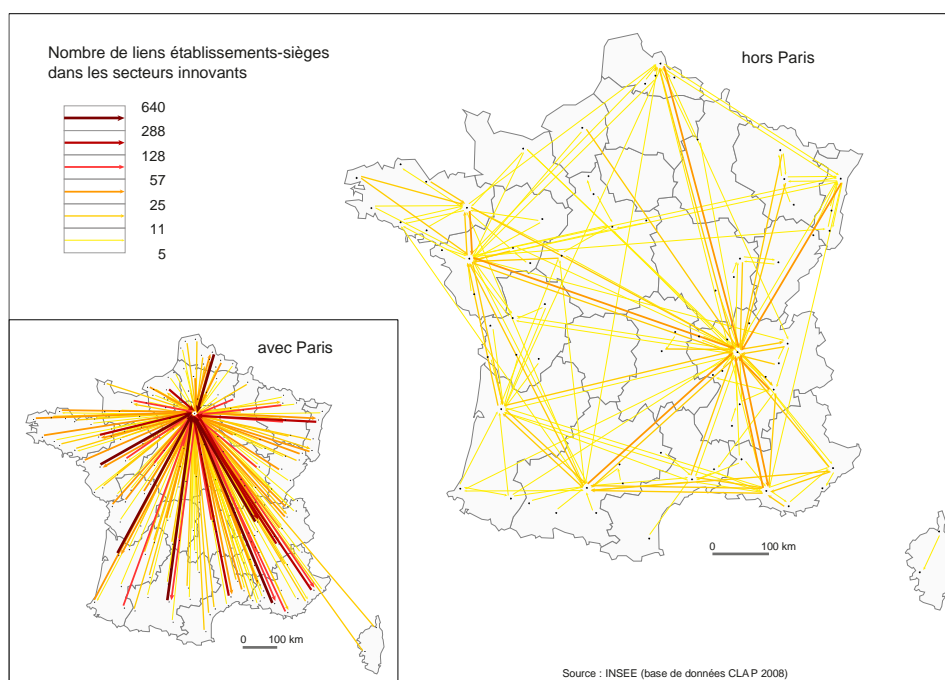 Nombre de liens établissements-sièges
dans les secteurs innovants
640
288
128
57
25
11
5
hors Paris
0 100 km
avec Paris
0 100 km
Source : INSEE (base de données CLAP 2008)